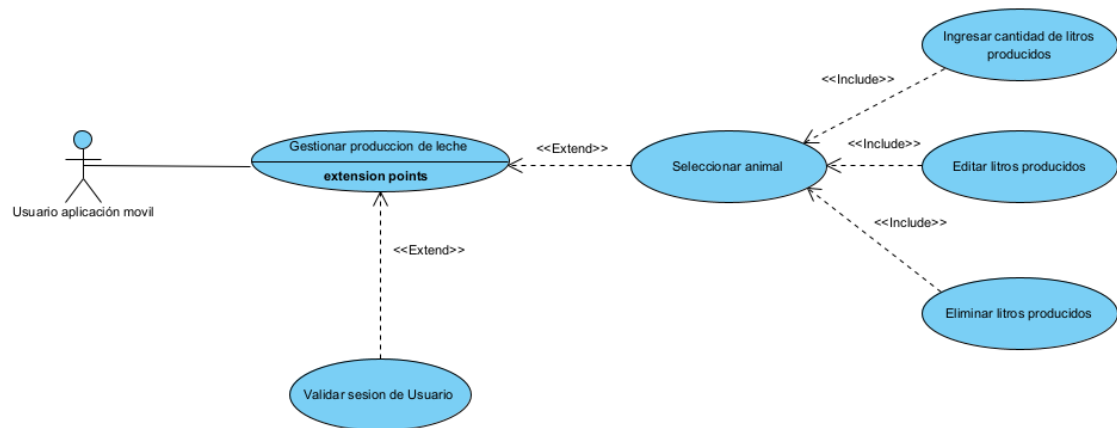 Ingresar cantidad de litros
producidos
<<Include>>
Gestionar produccion de leche
extension points
<<Extend>>
Seleccionar animal
<<Include>>
Editar litros producidos
Usuario aplicación movil
<<Include>>
<<Extend>>
Eliminar litros producidos
Validar sesion de Usuario